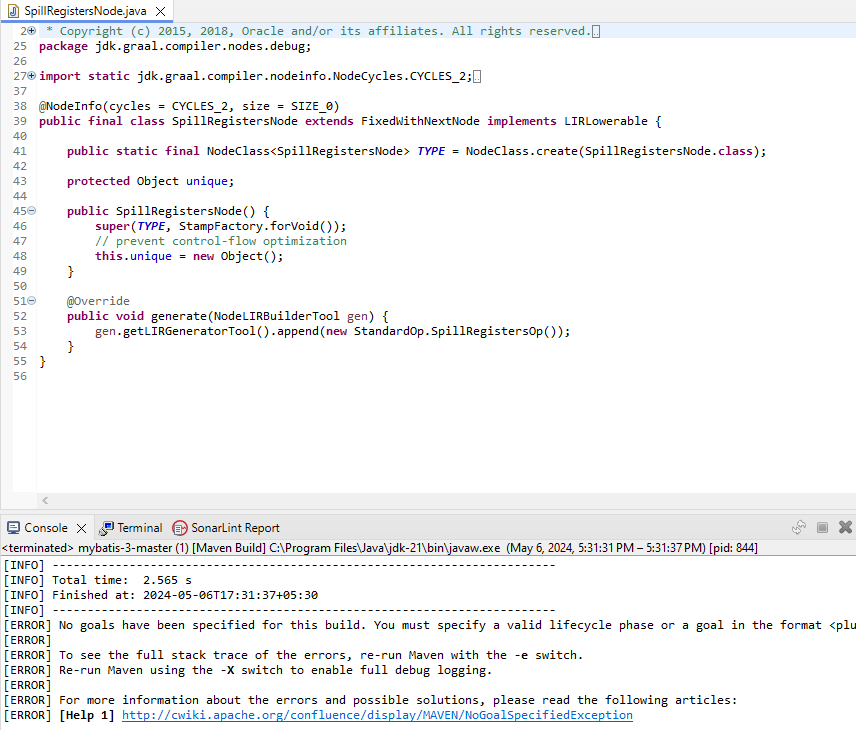 SpillRegistersNode.java
2 * Copyright (c) 2015, 2018, Oracle and/or its affiliates. All rights reserved.
25 package jdk.graal.compiler.nodes.debug;
26
27 import static jdk.graal.compiler.nodeinfo.NodeCycles.CYCLES_2;
37
38 @NodeInfo(cycles = CYCLES_2, size = SIZE_0)
39 public final class SpillRegistersNode extends FixedWithNextNode implements LIRLowerable {
40
41     public static final NodeClass<SpillRegistersNode> TYPE = NodeClass.create(SpillRegistersNode.class);
42
43     protected Object unique;
44
45     public SpillRegistersNode() {
46         super(TYPE, StampFactory.forVoid());
47         // prevent control-flow optimization
48         this.unique = new Object();
49     }
50
51     @Override
52     public void generate(NodeLIRBuilderTool gen) {
53         gen.getLIRGeneratorTool().append(new StandardOp.SpillRegistersOp());
54     }
55 }
56
Console Terminal SonarLint Report
<terminated> mybatis-3-master (1) [Maven Build] C:\Program Files\Java\jdk-21\bin\javaw.exe (May 6, 2024, 5:31:31 PM – 5:31:37 PM) [pid: 844]
[INFO] ------------------------------------------------------------------------
[INFO] Total time:  2.565 s
[INFO] Finished at: 2024-05-06T17:31:37+05:30
[INFO] ------------------------------------------------------------------------
[ERROR] No goals have been specified for this build. You must specify a valid lifecycle phase or a goal in the format <plu
[ERROR]
[ERROR] To see the full stack trace of the errors, re-run Maven with the -e switch.
[ERROR] Re-run Maven using the -X switch to enable full debug logging.
[ERROR]
[ERROR] For more information about the errors and possible solutions, please read the following articles:
[ERROR] [Help 1] http://cwiki.apache.org/confluence/display/MAVEN/NoGoalSpecifiedException